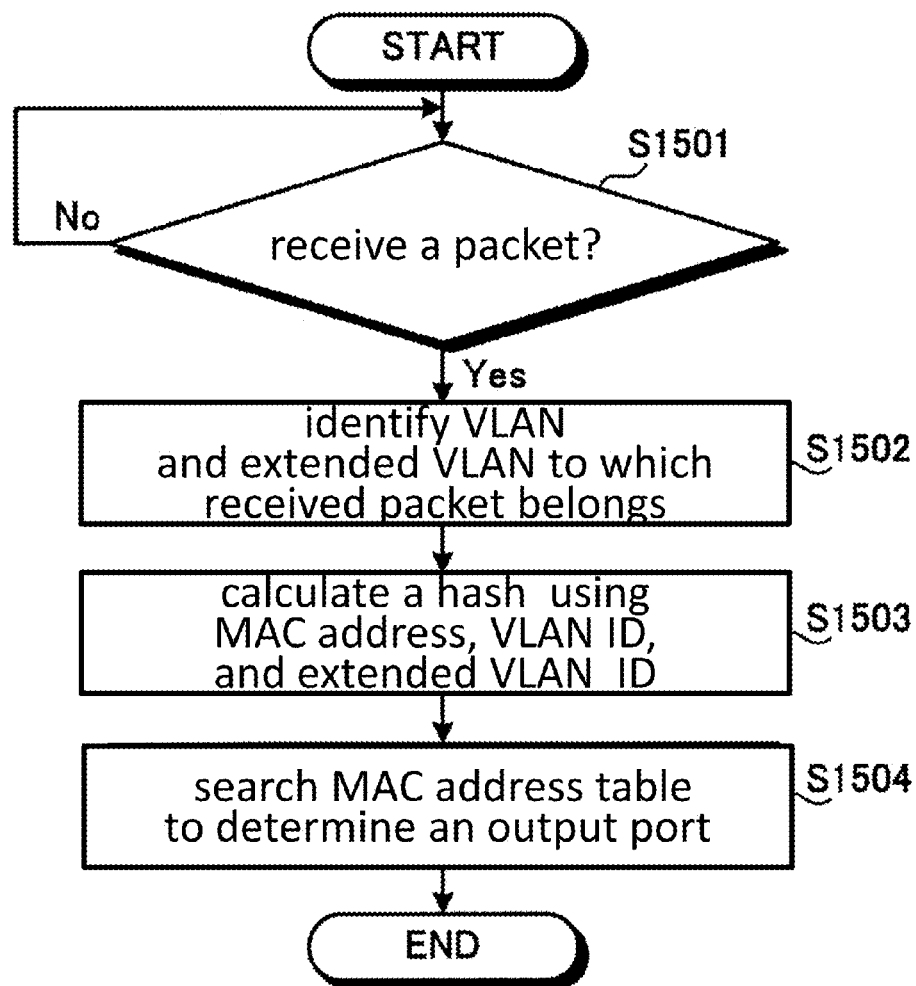 START
S1501
No
receive a packet?
Yes
identify VLAN
and extended VLAN to which
received packet belongs
S1502
calculate a hash using
MAC address, VLAN ID,
and extended VLAN ID
S1503
search MAC address table
to determine an output port
S1504
END